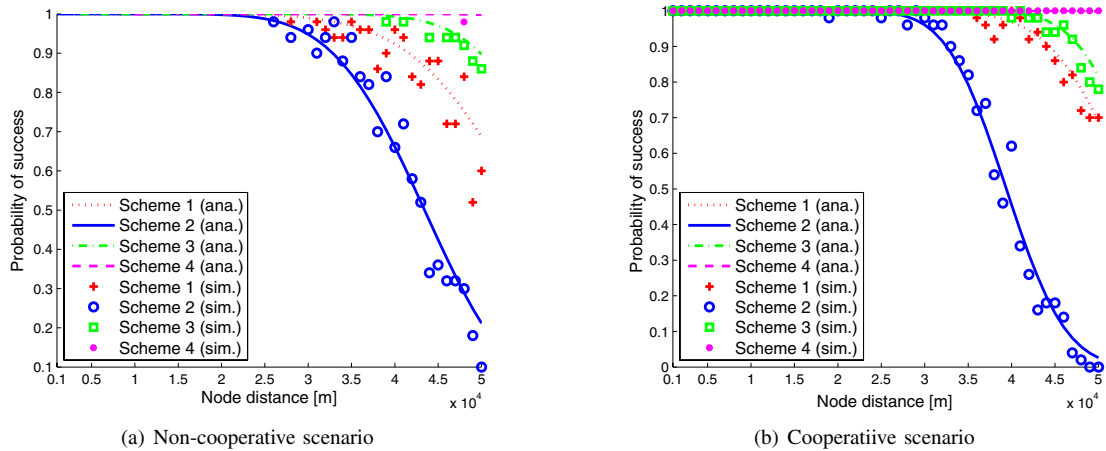 1
0.9
0.8
0.7
0.6
0.5
0.4
0.3
0.2
0.1
Probability of success
Scheme 1 (ana.)
Scheme 2 (ana.)
Scheme 3 (ana.)
Scheme 4 (ana.)
Scheme 1 (sim.)
Scheme 2 (sim.)
Scheme 3 (sim.)
Scheme 4 (sim.)
0.1 0.5 1 1.5 2 2.5 3 3.5 4 4.5 5
Node distance [m]
x 10^4
(a) Non-cooperative scenario
1
0.9
0.8
0.7
0.6
0.5
0.4
0.3
0.2
0.1
0
Probability of success
Scheme 1 (ana.)
Scheme 2 (ana.)
Scheme 3 (ana.)
Scheme 4 (ana.)
Scheme 1 (sim.)
Scheme 2 (sim.)
Scheme 3 (sim.)
Scheme 4 (sim.)
0.1 0.5 1 1.5 2 2.5 3 3.5 4 4.5 5
Node distance [m]
x 10^4
(b) Cooperatiive scenario